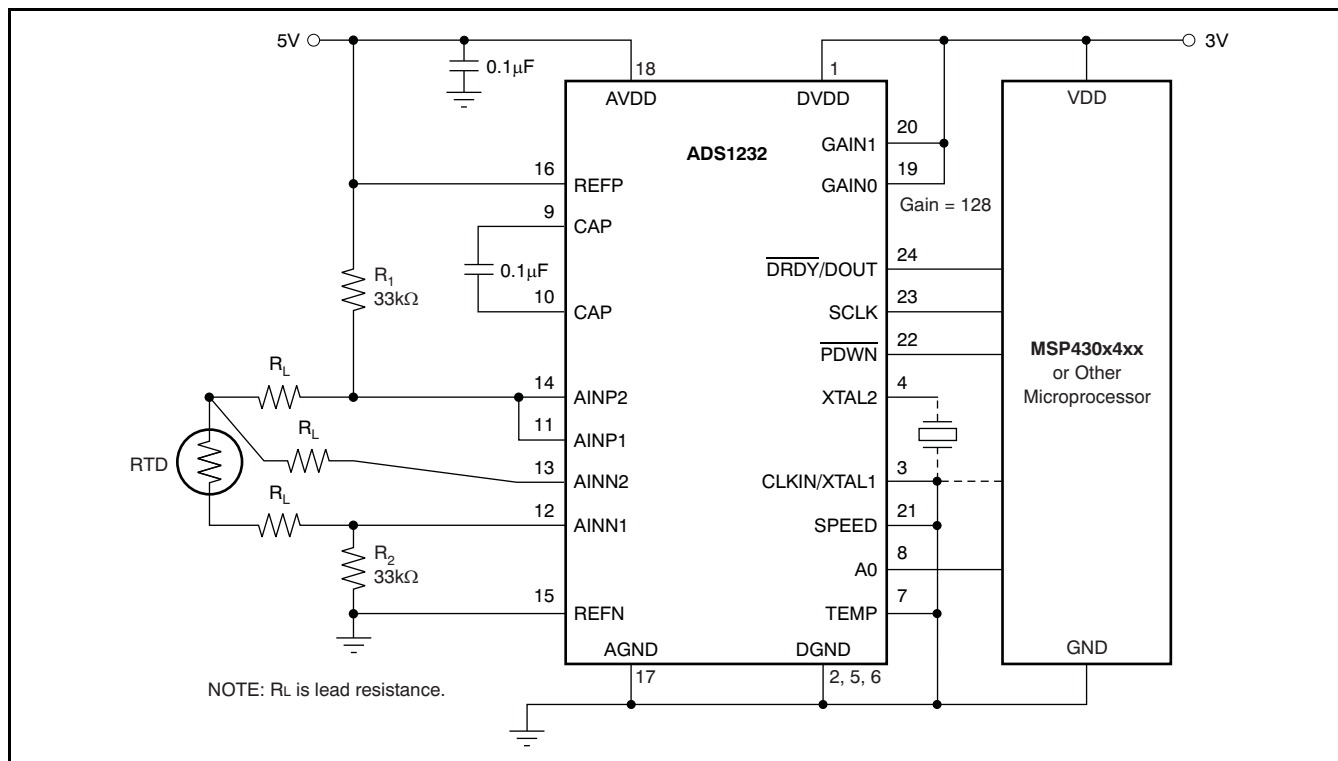 5V
3V
0.1µF
18
1
AVDD
DVDD
VDD
ADS1232
20
GAIN1
19
GAIN0
Gain = 128
16
REFP
9
CAP
0.1µF
10
CAP
R1
33kΩ
24
DRDY/DOUT
23
SCLK
22
PDWN
4
XTAL2
MSP430x4xx
or Other
Microprocessor
RL
14
AINP2
11
AINP1
RL
13
AINN2
RTD
RL
12
AINN1
3
CLKIN/XTAL1
21
SPEED
8
A0
R2
33kΩ
15
REFN
7
TEMP
AGND
DGND
GND
17
2, 5, 6
NOTE: RL is lead resistance.